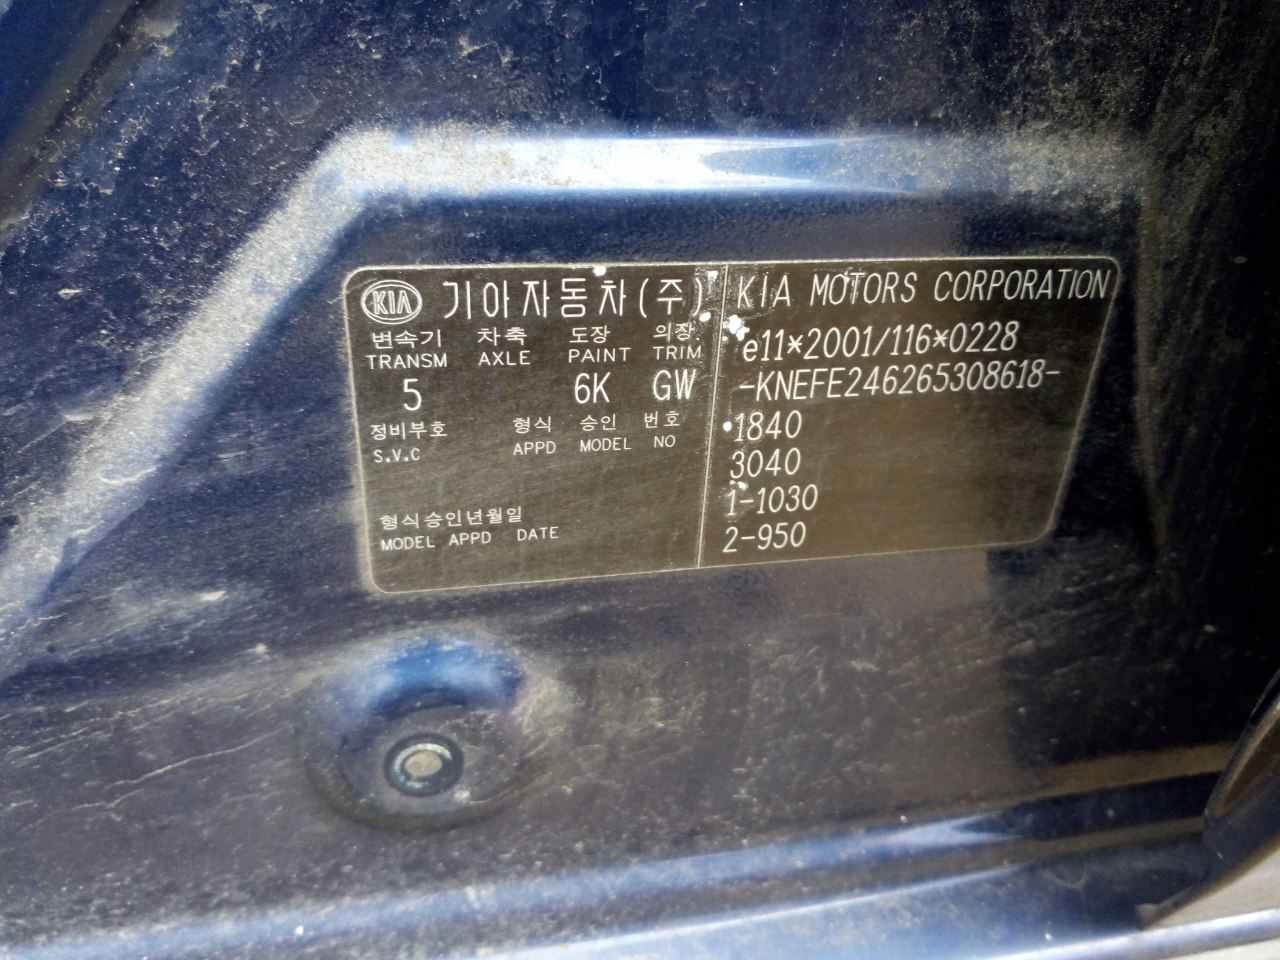 KIA 기아자동차(주) KIA MOTORS CORPORATION
변속기 차축 도장 의장
TRANSM AXLE PAINT TRIM
5 6K GW
정비부호 형식 승인 번호
S.V.C APPD MODEL NO
형식승인년월일
MODEL APPD DATE
e11*2001/116*0228
-KNEFE246265308618-
1840
3040
1-1030
2-950